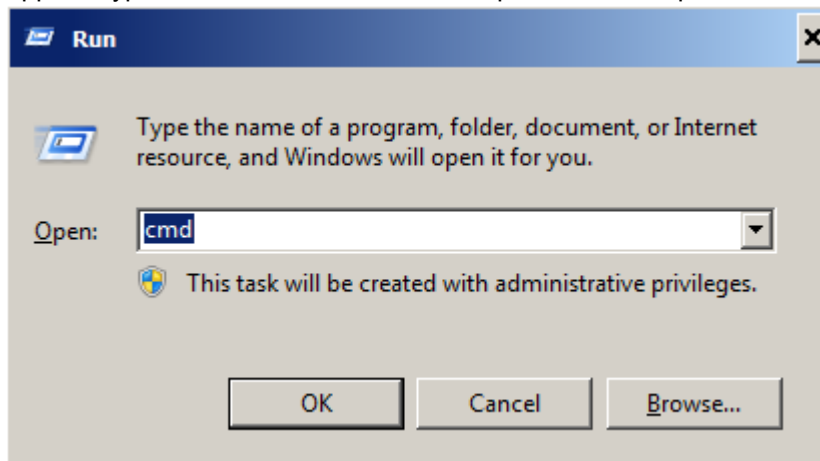 Run
Type the name of a program, folder, document, or Internet
resource, and Windows will open it for you.
Open: cmd
This task will be created with administrative privileges.
OK Cancel Browse...